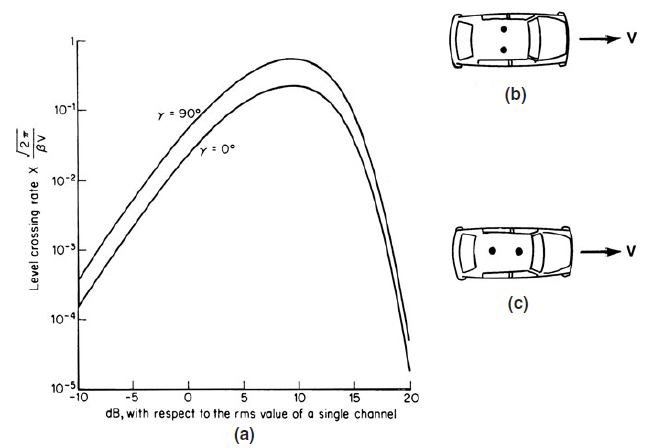 Level crossing rate × √2π / βV
1
10⁻¹
10⁻²
10⁻³
10⁻⁴
10⁻⁵
γ = 90°
γ = 0°
-10 -5 0 5 10 15 20
dB, with respect to the rms value of a single channel
(a)
V
(b)
V
(c)